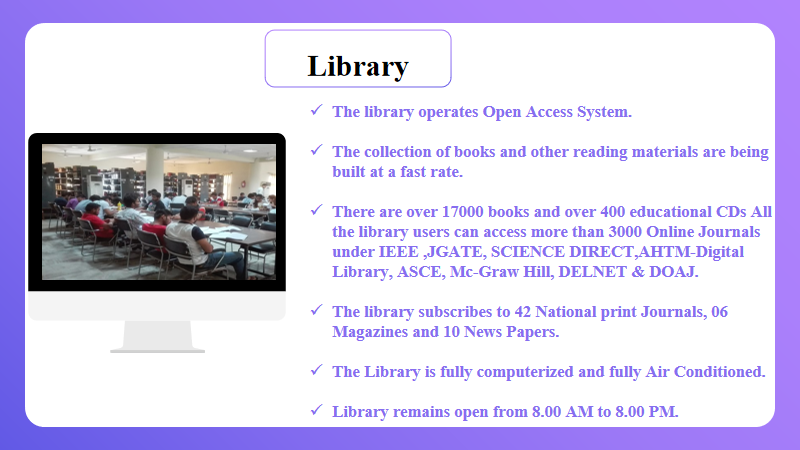 Library
✓ The library operates Open Access System.
✓ The collection of books and other reading materials are being
built at a fast rate.
✓ There are over 17000 books and over 400 educational CDs All
the library users can access more than 3000 Online Journals
under IEEE ,JGATE, SCIENCE DIRECT,AHTM-Digital
Library, ASCE, Mc-Graw Hill, DELNET & DOAJ.
✓ The library subscribes to 42 National print Journals, 06
Magazines and 10 News Papers.
✓ The Library is fully computerized and fully Air Conditioned.
✓ Library remains open from 8.00 AM to 8.00 PM.